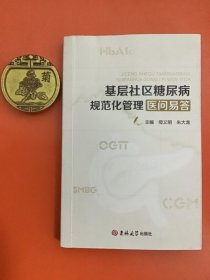 HbA1c
基层社区糖尿病
规范化管理 医问易答
主编
OGTT
SMBG
CGM
吉林大学出版社
菊